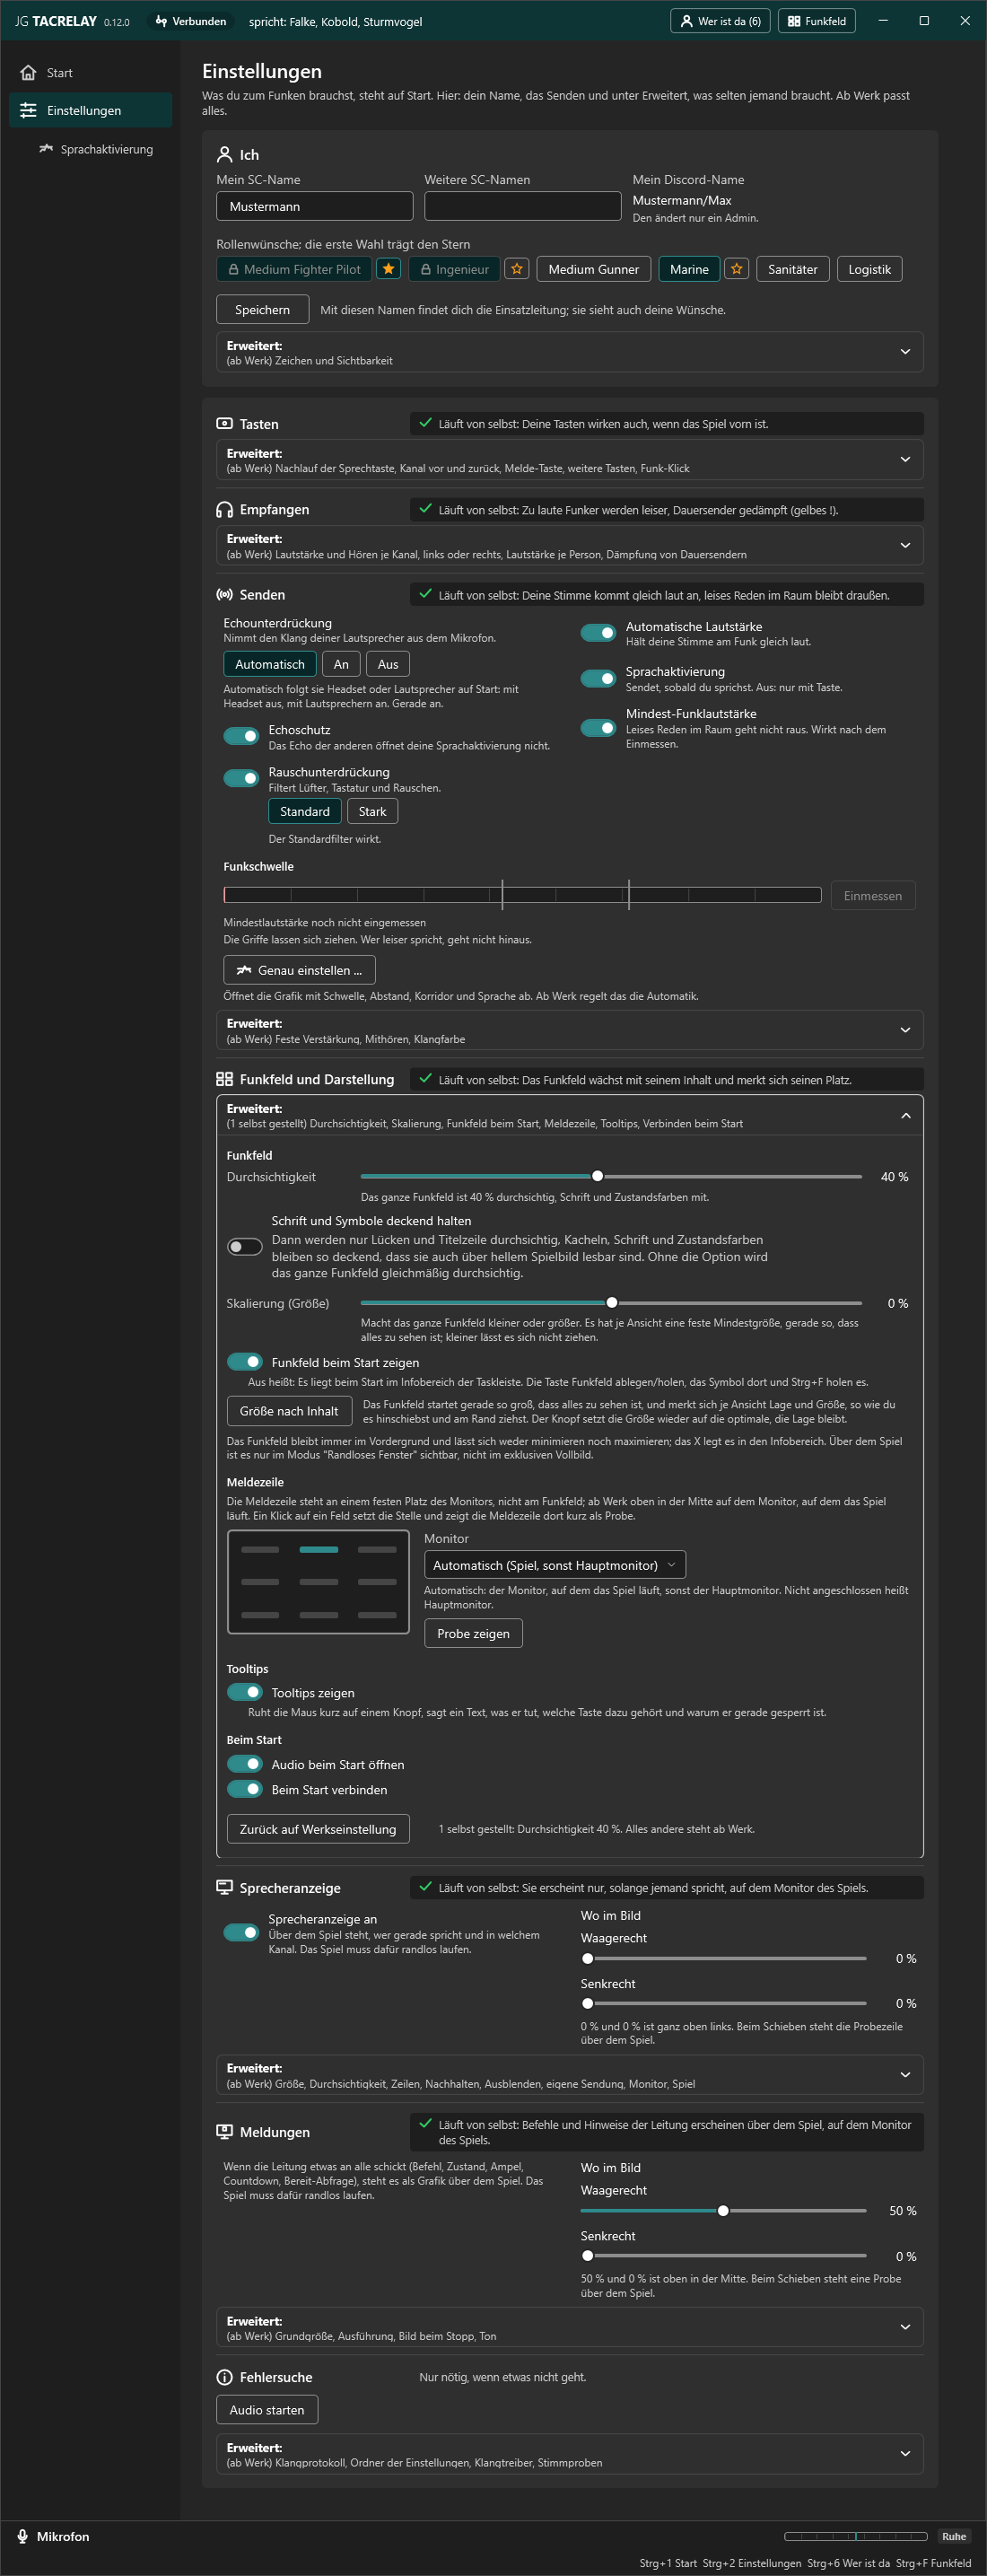 JG TACRELAY 0.12.0 Verbunden spricht: Falke, Kobold, Sturmvogel Wer ist da (6) Funkfeld
Start
Einstellungen
Sprachaktivierung
Einstellungen
Was du zum Funken brauchst, steht auf Start. Hier: dein Name, das Senden und unter Erweitert, was selten jemand braucht. Ab Werk passt
alles.
Ich
Mein SC-Name Weitere SC-Namen Mein Discord-Name
Mustermann Mustermann/Max
Den ändert nur ein Admin.
Rollenwünsche; die erste Wahl trägt den Stern
Medium Fighter Pilot Ingenieur Medium Gunner Marine Sanitäter Logistik
Speichern Mit diesen Namen findet dich die Einsatzleitung; sie sieht auch deine Wünsche.
Erweitert:
(ab Werk) Zeichen und Sichtbarkeit
Tasten Läuft von selbst: Deine Tasten wirken auch, wenn das Spiel vorn ist.
Erweitert:
(ab Werk) Nachlauf der Sprechtaste, Kanal vor und zurück, Melde-Taste, weitere Tasten, Funk-Klick
Empfangen Läuft von selbst: Zu laute Funker werden leiser, Dauersender gedämpft (gelbes !).
Erweitert:
(ab Werk) Lautstärke und Hören je Kanal, links oder rechts, Lautstärke je Person, Dämpfung von Dauersendern
Senden Läuft von selbst: Deine Stimme kommt gleich laut an, leises Reden im Raum bleibt draußen.
Echounterdrückung
Nimmt den Klang deiner Lautsprecher aus dem Mikrofon.
Automatisch An Aus
Automatisch folgt sie Headset oder Lautsprecher auf Start: mit
Headset aus, mit Lautsprechern an. Gerade an.
Echoschutz
Das Echo der anderen öffnet deine Sprachaktivierung nicht.
Rauschunterdrückung
Filtert Lüfter, Tastatur und Rauschen.
Standard Stark
Der Standardfilter wirkt.
Automatische Lautstärke
Hält deine Stimme am Funk gleich laut.
Sprachaktivierung
Sendet, sobald du sprichst. Aus: nur mit Taste.
Mindest-Funklautstärke
Leises Reden im Raum geht nicht raus. Wirkt nach dem
Einmessen.
Funkschwelle
Einmessen
Mindestlautstärke noch nicht eingemessen
Die Griffe lassen sich ziehen. Wer leiser spricht, geht nicht hinaus.
Genau einstellen ...
Öffnet die Grafik mit Schwelle, Abstand, Korridor und Sprache ab. Ab Werk regelt das die Automatik.
Erweitert:
(ab Werk) Feste Verstärkung, Mithören, Klangfarbe
Funkfeld und Darstellung Läuft von selbst: Das Funkfeld wächst mit seinem Inhalt und merkt sich seinen Platz.
Erweitert:
(1 selbst gestellt) Durchsichtigkeit, Skalierung, Funkfeld beim Start, Meldezeile, Tooltips, Verbinden beim Start
Funkfeld
Durchsichtigkeit 40 %
Das ganze Funkfeld ist 40 % durchsichtig, Schrift und Zustandsfarben mit.
Schrift und Symbole deckend halten
Dann werden nur Lücken und Titelzeile durchsichtig, Kacheln, Schrift und Zustandsfarben
bleiben so deckend, dass sie auch über hellem Spielbild lesbar sind. Ohne die Option wird
das ganze Funkfeld gleichmäßig durchsichtig.
Skalierung (Größe) 0 %
Macht das ganze Funkfeld kleiner oder größer. Es hat je Ansicht eine feste Mindestgröße, gerade so, dass
alles zu sehen ist; kleiner lässt es sich nicht ziehen.
Funkfeld beim Start zeigen
Aus heißt: Es liegt beim Start im Infobereich der Taskleiste. Die Taste Funkfeld ablegen/holen, das Symbol dort und Strg+F holen es.
Größe nach Inhalt
Das Funkfeld startet gerade so groß, dass alles zu sehen ist, und merkt sich je Ansicht Lage und Größe, so wie du
es hinschiebst und am Rand ziehst. Der Knopf setzt die Größe wieder auf die optimale, die Lage bleibt.
Das Funkfeld bleibt immer im Vordergrund und lässt sich weder minimieren noch maximieren; das X legt es in den Infobereich. Über dem Spiel
ist es nur im Modus "Randloses Fenster" sichtbar, nicht im exklusiven Vollbild.
Meldezeile
Die Meldezeile steht an einem festen Platz des Monitors, nicht am Funkfeld; ab Werk oben in der Mitte auf dem Monitor, auf dem das Spiel
läuft. Ein Klick auf ein Feld setzt die Stelle und zeigt die Meldezeile dort kurz als Probe.
Monitor
Automatisch (Spiel, sonst Hauptmonitor)
Automatisch: der Monitor, auf dem das Spiel läuft, sonst der Hauptmonitor. Nicht angeschlossen heißt
Hauptmonitor.
Probe zeigen
Tooltips
Tooltips zeigen
Ruht die Maus kurz auf einem Knopf, sagt ein Text, was er tut, welche Taste dazu gehört und warum er gerade gesperrt ist.
Beim Start
Audio beim Start öffnen
Beim Start verbinden
Zurück auf Werkseinstellung 1 selbst gestellt: Durchsichtigkeit 40 %. Alles andere steht ab Werk.
Sprecheranzeige Läuft von selbst: Sie erscheint nur, solange jemand spricht, auf dem Monitor des Spiels.
Sprecheranzeige an
Über dem Spiel steht, wer gerade spricht und in welchem
Kanal. Das Spiel muss dafür randlos laufen.
Wo im Bild
Waagerecht
0 %
Senkrecht
0 %
0 % und 0 % ist ganz oben links. Beim Schieben steht die Probezeile
über dem Spiel.
Erweitert:
(ab Werk) Größe, Durchsichtigkeit, Zeilen, Nachhalten, Ausblenden, eigene Sendung, Monitor, Spiel
Meldungen Läuft von selbst: Befehle und Hinweise der Leitung erscheinen über dem Spiel, auf dem Monitor
des Spiels.
Wenn die Leitung etwas an alle schickt (Befehl, Zustand, Ampel,
Countdown, Bereit-Abfrage), steht es als Grafik über dem Spiel. Das
Spiel muss dafür randlos laufen.
Wo im Bild
Waagerecht
50 %
Senkrecht
0 %
50 % und 0 % ist oben in der Mitte. Beim Schieben steht eine Probe
über dem Spiel.
Erweitert:
(ab Werk) Grundgröße, Ausführung, Bild beim Stopp, Ton
Fehlersuche Nur nötig, wenn etwas nicht geht.
Audio starten
Erweitert:
(ab Werk) Klangprotokoll, Ordner der Einstellungen, Klangtreiber, Stimmproben
Mikrofon Ruhe
Strg+1 Start Strg+2 Einstellungen Strg+6 Wer ist da Strg+F Funkfeld